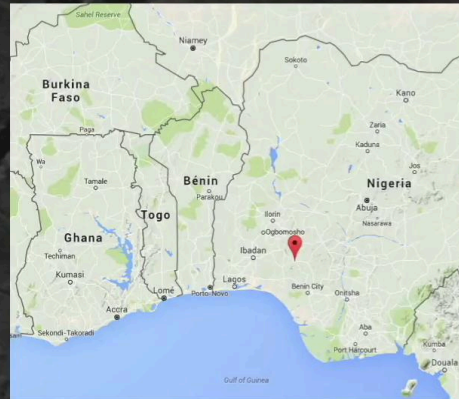 Sahel Reserve
Niamey
Sokoto
Burkina
Faso
Kano
Zaria
Kaduna
Paga
Wa
Jos
Tamale
Bénin
Parakou
Nigeria
Abuja
Togo
Nasarawa
Ilorin
Ogbomosho
Ghana
Techiman
Ibadan
Kumasi
Lagos
Benin City
Onitsha
Lomé
Porto-Novo
Accra
Aba
Sekondi-Takoradi
Port Harcourt
Kumba
Douala
Gulf of Guinea